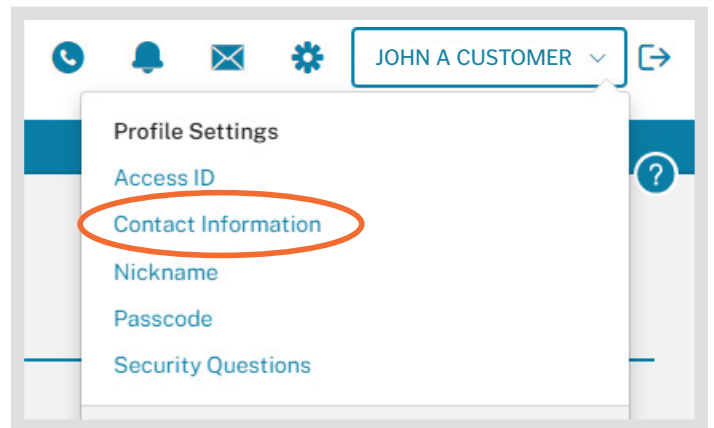 JOHN A CUSTOMER
Profile Settings
Access ID
?
Contact Information
Nickname
Passcode
Security Questions